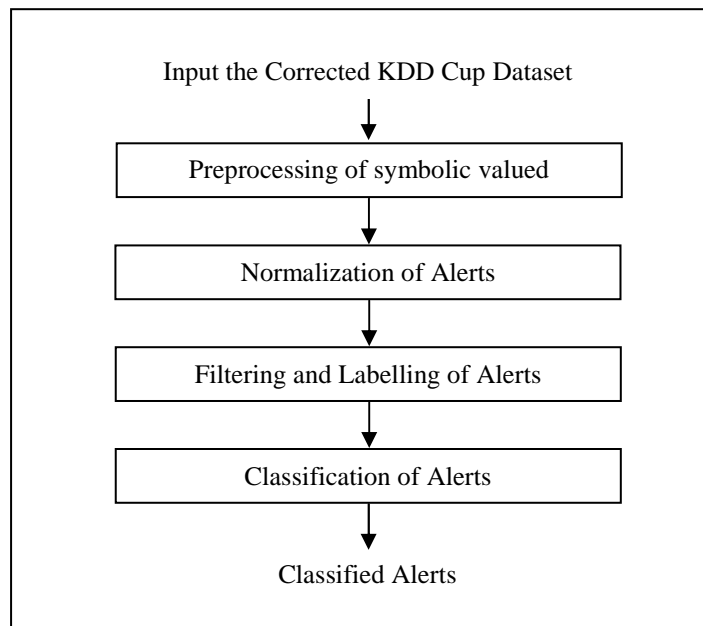 Input the Corrected KDD Cup Dataset
Preprocessing of symbolic valued
Normalization of Alerts
Filtering and Labelling of Alerts
Classification of Alerts
Classified Alerts